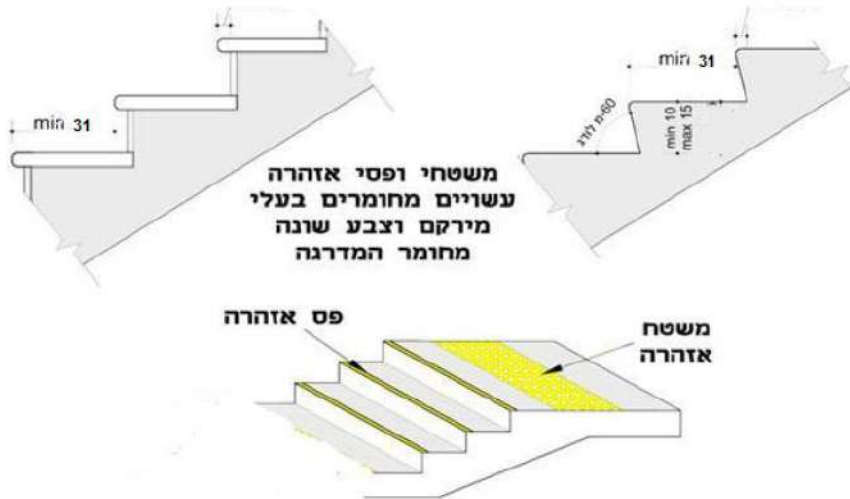 min 31
min 31
גדול מ-60
min 10
max 15
משטחי ופסי אזהרה
עשויים מחומרים בעלי
מירקם וצבע שונה
מחומר המדרגה
פס אזהרה
משטח
אזהרה